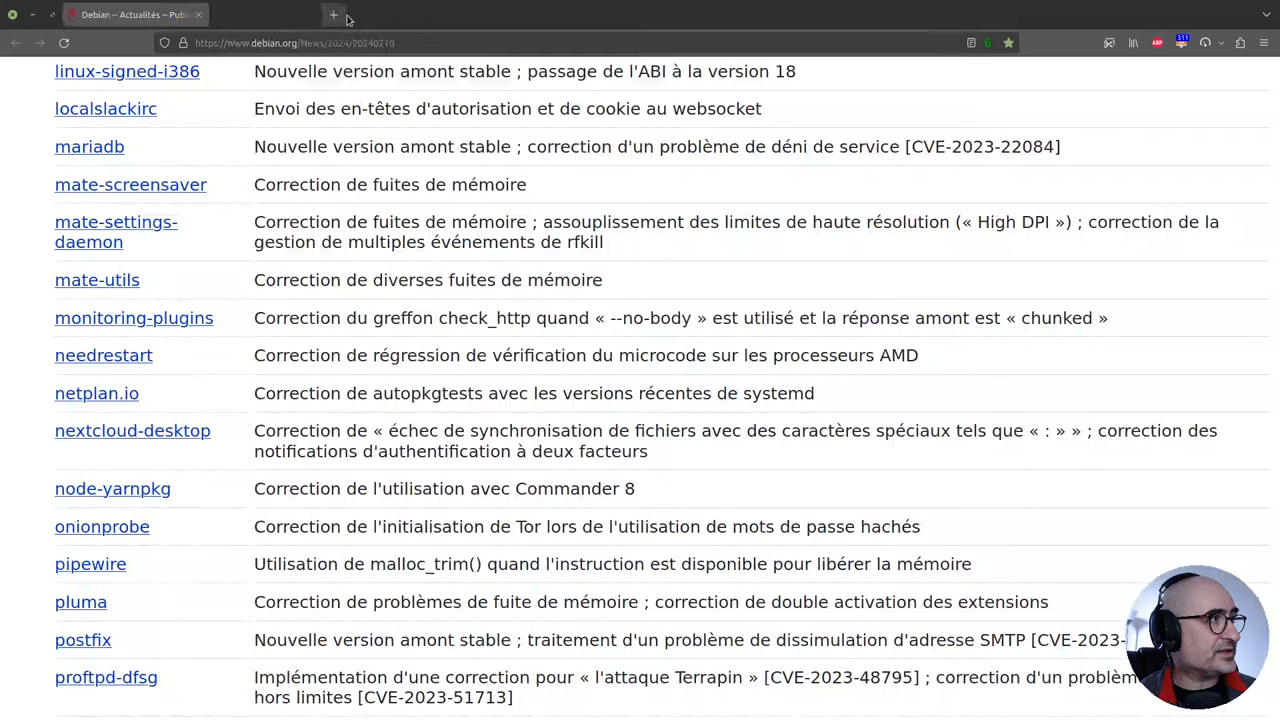 Debian — Actualités — Publ
https://www.debian.org/News/2024/20240210
6
311
ABP
linux-signed-i386 Nouvelle version amont stable ; passage de l'ABI à la version 18
localslackirc Envoi des en-têtes d'autorisation et de cookie au websocket
mariadb Nouvelle version amont stable ; correction d'un problème de déni de service [CVE-2023-22084]
mate-screensaver Correction de fuites de mémoire
mate-settings- Correction de fuites de mémoire ; assouplissement des limites de haute résolution (« High DPI ») ; correction de la
daemon gestion de multiples événements de rfkill
mate-utils Correction de diverses fuites de mémoire
monitoring-plugins Correction du greffon check_http quand « --no-body » est utilisé et la réponse amont est « chunked »
needrestart Correction de régression de vérification du microcode sur les processeurs AMD
netplan.io Correction de autopkgtests avec les versions récentes de systemd
nextcloud-desktop Correction de « échec de synchronisation de fichiers avec des caractères spéciaux tels que « : » » ; correction des
notifications d'authentification à deux facteurs
node-yarnpkg Correction de l'utilisation avec Commander 8
onionprobe Correction de l'initialisation de Tor lors de l'utilisation de mots de passe hachés
pipewire Utilisation de malloc_trim() quand l'instruction est disponible pour libérer la mémoire
pluma Correction de problèmes de fuite de mémoire ; correction de double activation des extensions
postfix Nouvelle version amont stable ; traitement d'un problème de dissimulation d'adresse SMTP [CVE-2023-
proftpd-dfsg Implémentation d'une correction pour « l'attaque Terrapin » [CVE-2023-48795] ; correction d'un problèm
hors limites [CVE-2023-51713]